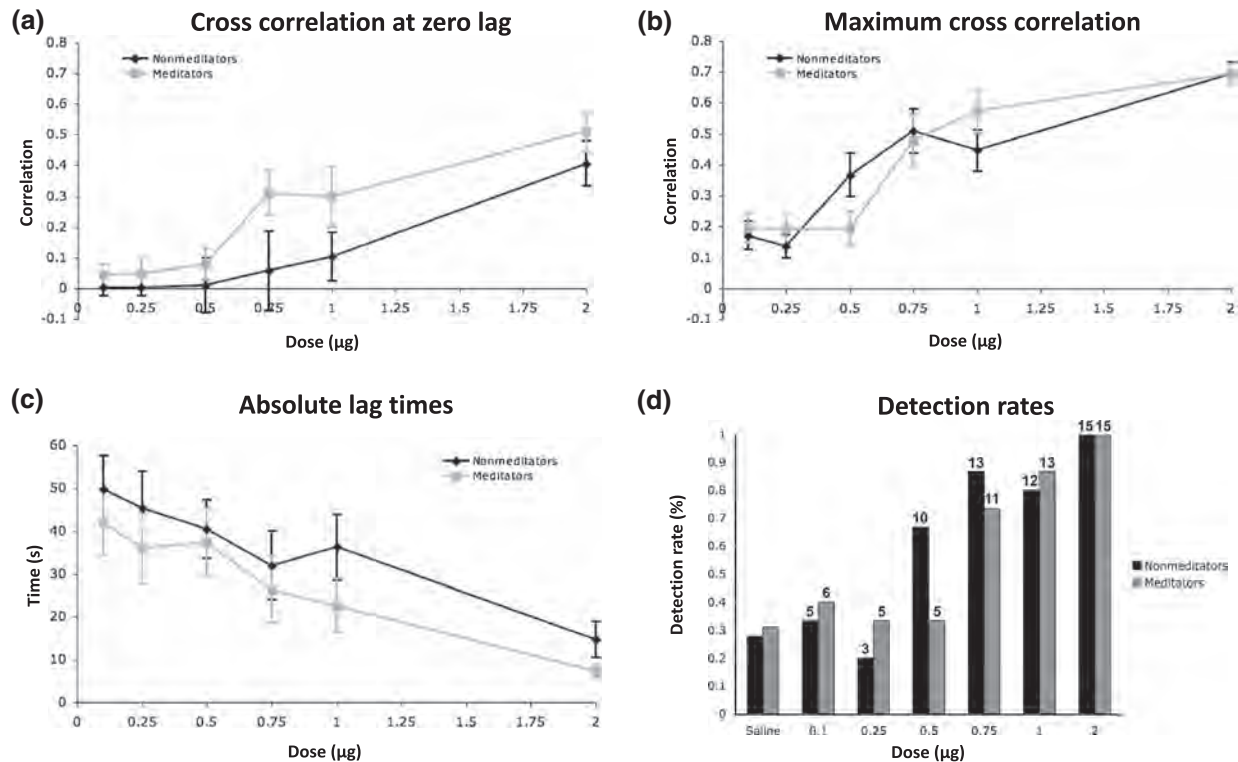 (a) Cross correlation at zero lag
0.8
0.7
0.6
0.5
0.4
0.3
0.2
0.1
0
-0.1
Correlation
Nonmeditators
Meditators
0 0.25 0.5 0.75 1 1.25 1.5 1.75 2
Dose (µg)
(b) Maximum cross correlation
0.8
0.7
0.6
0.5
0.4
0.3
0.2
0.1
0
-0.1
Correlation
Nonmeditators
Meditators
0 0.25 0.5 0.75 1 1.25 1.5 1.75 2
Dose (µg)
(c) Absolute lag times
60
50
40
30
20
10
0
Time (s)
Nonmeditators
Meditators
0 0.25 0.5 0.75 1 1.25 1.5 1.75 2
Dose (µg)
(d) Detection rates
1
0.9
0.8
0.7
0.6
0.5
0.4
0.3
0.2
0.1
0
Detection rate (%)
5 6 3 5 10 5 13 11 12 13 15 15
Nonmeditators
Meditators
Saline 0.1 0.25 0.5 0.75 1 2
Dose (µg)